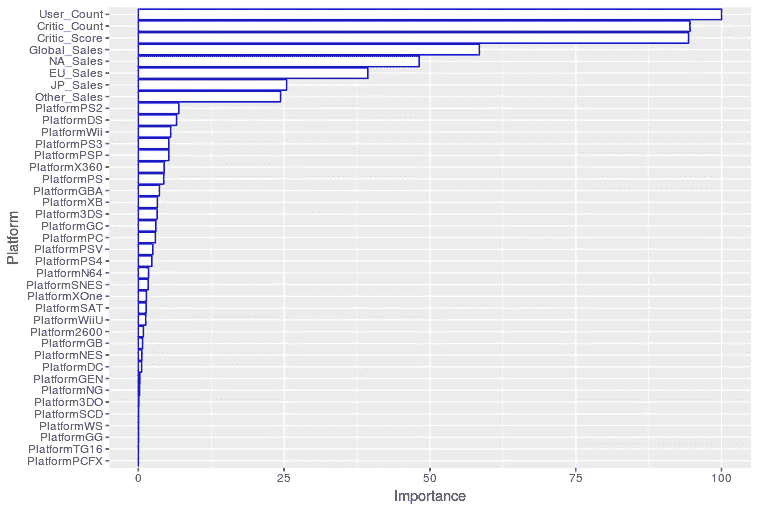 User_Count
Critic_Count
Critic_Score
Global_Sales
NA_Sales
EU_Sales
JP_Sales
Other_Sales
PlatformPS2
PlatformDS
PlatformWii
PlatformPS3
PlatformPSP
PlatformX360
PlatformPS
PlatformGBA
PlatformXB
Platform3DS
PlatformGC
PlatformPC
PlatformPSV
PlatformPS4
PlatformN64
PlatformSNES
PlatformXOne
PlatformSAT
PlatformWiiU
Platform2600
PlatformGB
PlatformNES
PlatformDC
PlatformGEN
PlatformNG
Platform3DO
PlatformSCD
PlatformWS
PlatformGG
PlatformTG16
PlatformPCFX
Platform
0 25 50 75 100
Importance